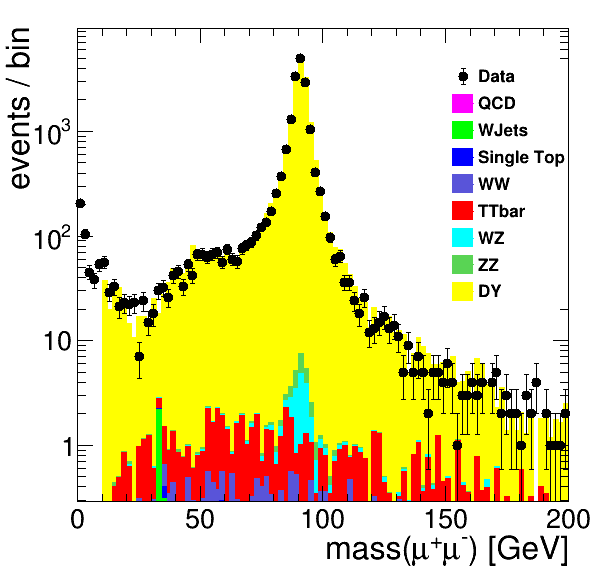 events / bin
10³
10²
10
1
0
50
100
150
200
mass(μ⁺μ⁻) [GeV]
Data
QCD
WJets
Single Top
WW
TTbar
WZ
ZZ
DY